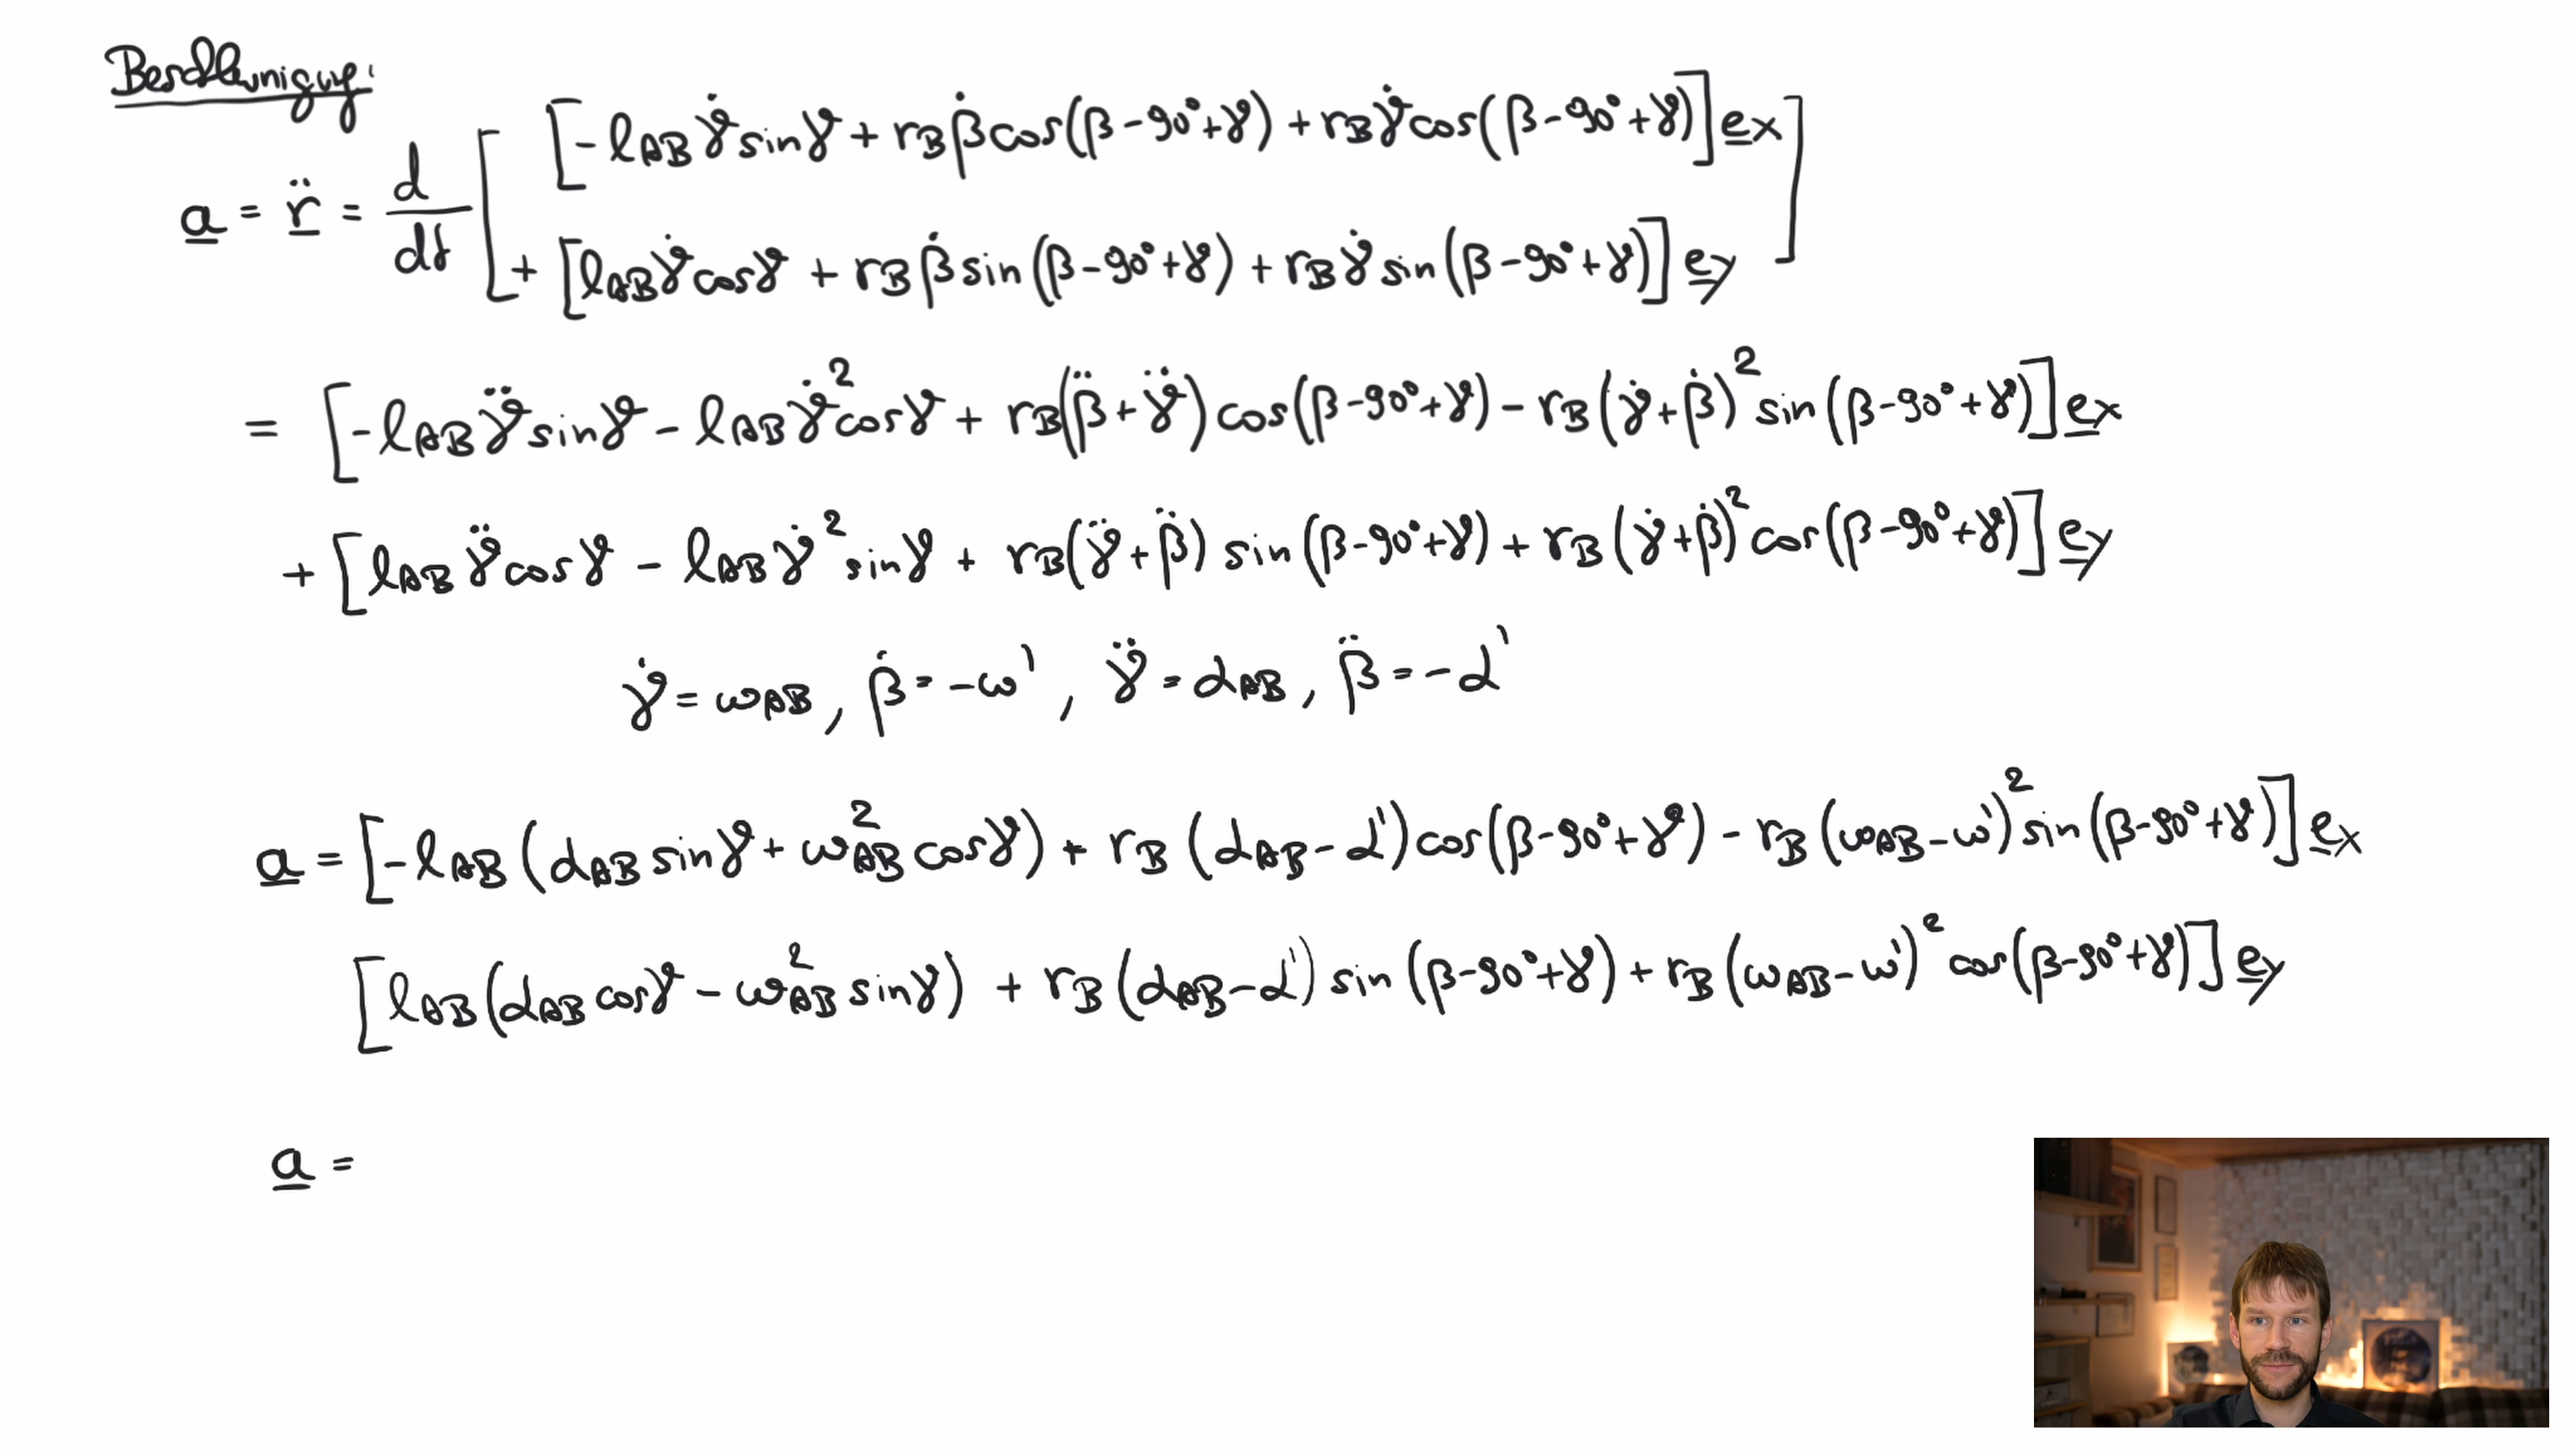 Beschleunigung:
a = r̈ = d/dt [ [-l_AB γ̇ sinγ + r_B β̇ cos(β-90°+γ) + r_B γ̇ cos(β-90°+γ)] e_x
+ [l_AB γ̇ cosγ + r_B β̇ sin(β-90°+γ) + r_B γ̇ sin(β-90°+γ)] e_y ]
= [-l_AB γ̈ sinγ - l_AB γ̇² cosγ + r_B(β̈+γ̈) cos(β-90°+γ) - r_B(γ̇+β̇)² sin(β-90°+γ)] e_x
+ [l_AB γ̈ cosγ - l_AB γ̇² sinγ + r_B(γ̈+β̈) sin(β-90°+γ) + r_B(γ̇+β̇)² cos(β-90°+γ)] e_y
γ̇ = ω_AB, β̇ = -ω', γ̈ = α_AB, β̈ = -α'
a = [-l_AB(α_AB sinγ + ω²_AB cosγ) + r_B(α_AB-α') cos(β-90°+γ) - r_B(ω_AB-ω')² sin(β-90°+γ)] e_x
[l_AB(α_AB cosγ - ω²_AB sinγ) + r_B(α_AB-α') sin(β-90°+γ) + r_B(ω_AB-ω')² cos(β-90°+γ)] e_y
a =